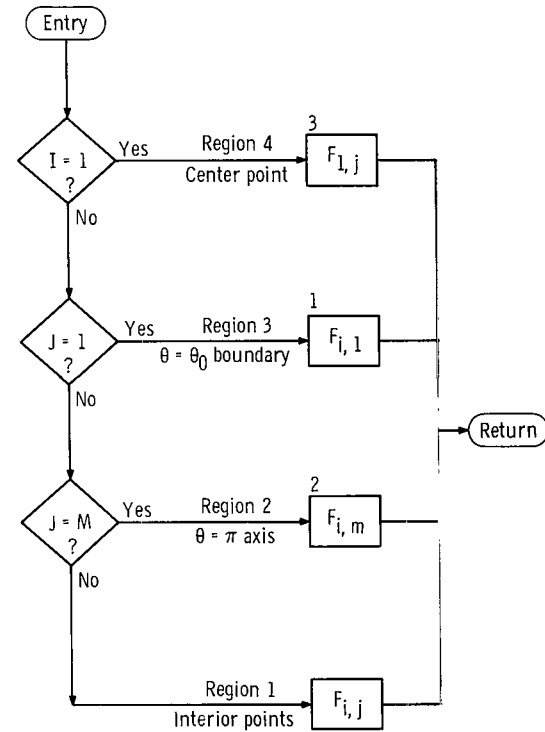 Entry
I = 1
?
Yes
Region 4
Center point
3
F1, j
No
J = 1
?
Yes
Region 3
θ = θ0 boundary
1
Fi, 1
No
Return
J = M
?
Yes
Region 2
θ = π axis
2
Fi, m
No
Region 1
Interior points
Fi, j